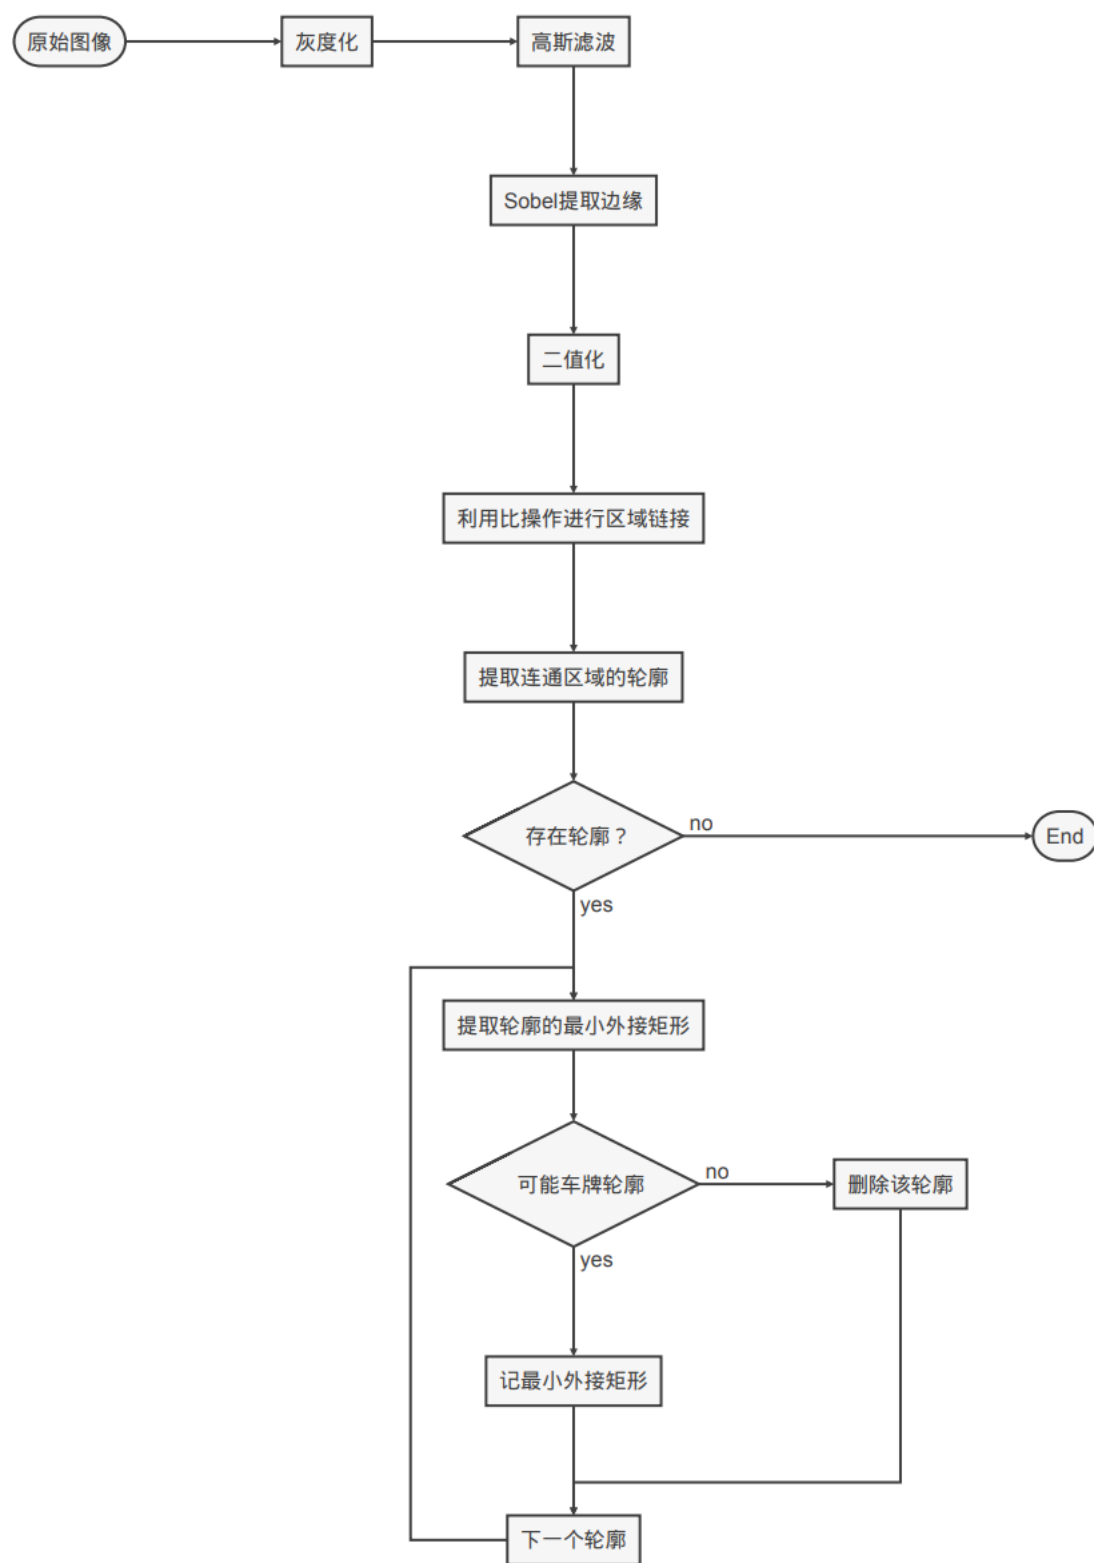 原始图像
灰度化
高斯滤波
Sobel提取边缘
二值化
利用比操作进行区域链接
提取连通区域的轮廓
存在轮廓？
no
End
yes
提取轮廓的最小外接矩形
可能车牌轮廓
no
删除该轮廓
yes
记最小外接矩形
下一个轮廓